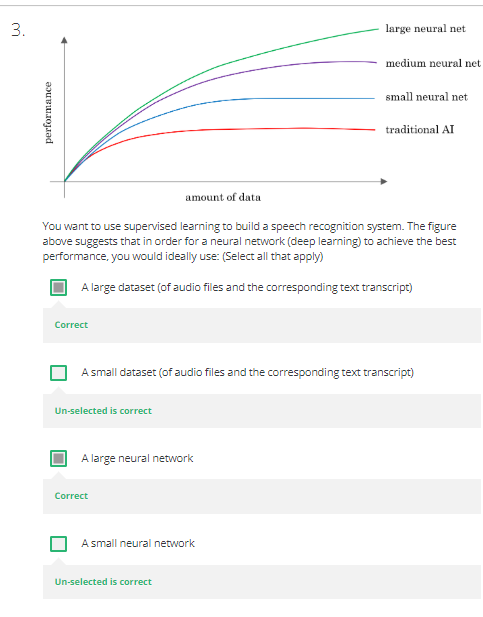 3.
large neural net
medium neural net
small neural net
traditional AI
performance
amount of data
You want to use supervised learning to build a speech recognition system. The figure
above suggests that in order for a neural network (deep learning) to achieve the best
performance, you would ideally use: (Select all that apply)
A large dataset (of audio files and the corresponding text transcript)
Correct
A small dataset (of audio files and the corresponding text transcript)
Un-selected is correct
A large neural network
Correct
A small neural network
Un-selected is correct